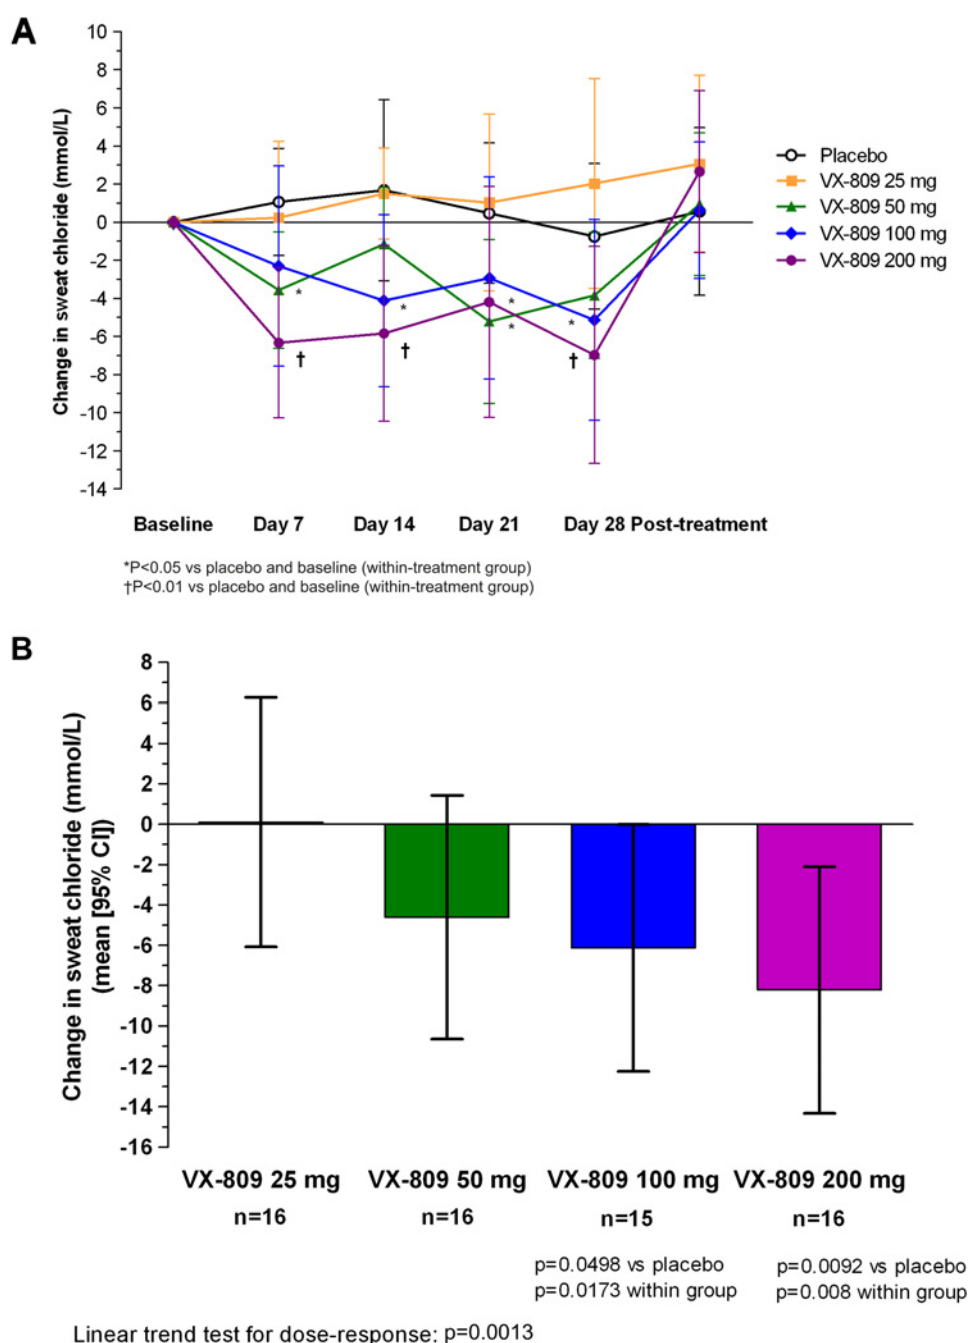 A
Change in sweat chloride (mmol/L)
10
8
6
4
2
0
-2
-4
-6
-8
-10
-12
-14
Placebo
VX-809 25 mg
VX-809 50 mg
VX-809 100 mg
VX-809 200 mg
*
†
*
†
*
*
*
†
Baseline Day 7 Day 14 Day 21 Day 28 Post-treatment
*P<0.05 vs placebo and baseline (within-treatment group)
†P<0.01 vs placebo and baseline (within-treatment group)
B
Change in sweat chloride (mmol/L)
(mean [95% CI])
8
6
4
2
0
-2
-4
-6
-8
-10
-12
-14
-16
VX-809 25 mg VX-809 50 mg VX-809 100 mg VX-809 200 mg
n=16 n=16 n=15 n=16
p=0.0498 vs placebo p=0.0092 vs placebo
p=0.0173 within group p=0.008 within group
Linear trend test for dose-response: p=0.0013